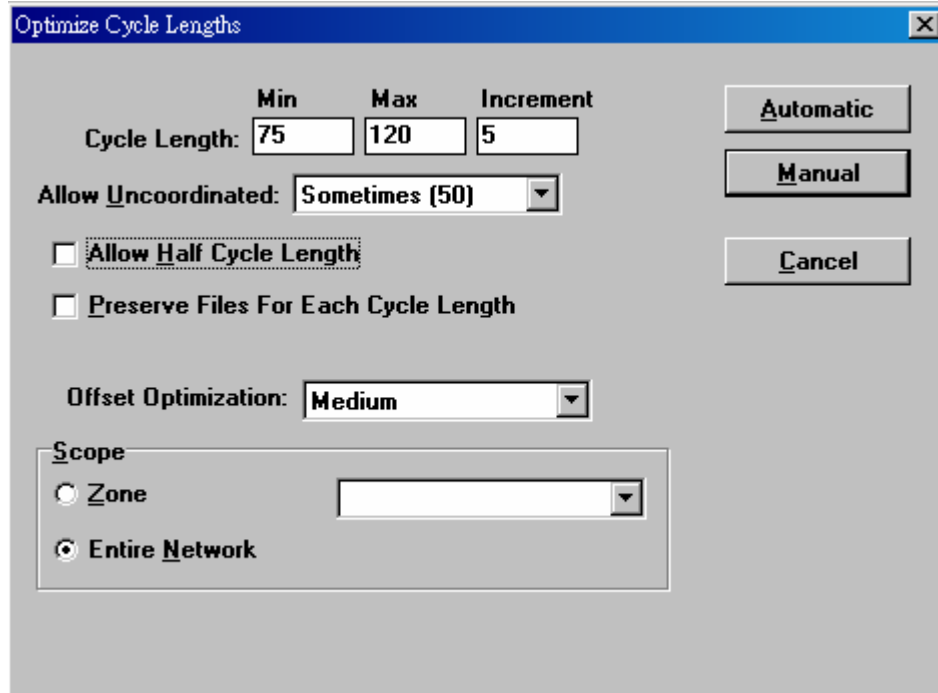 Optimize Cycle Lengths
Min Max Increment
Cycle Length: 75 120 5
Allow Uncoordinated: Sometimes (50)
Allow Half Cycle Length
Preserve Files For Each Cycle Length
Offset Optimization: Medium
Scope
Zone
Entire Network
Automatic
Manual
Cancel